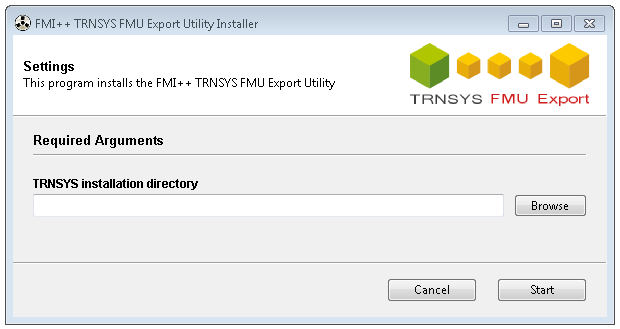 FMI++ TRNSYS FMU Export Utility Installer
Settings
This program installs the FMI++ TRNSYS FMU Export Utility
TRNSYS FMU Export
Required Arguments
TRNSYS installation directory
Browse
Cancel
Start